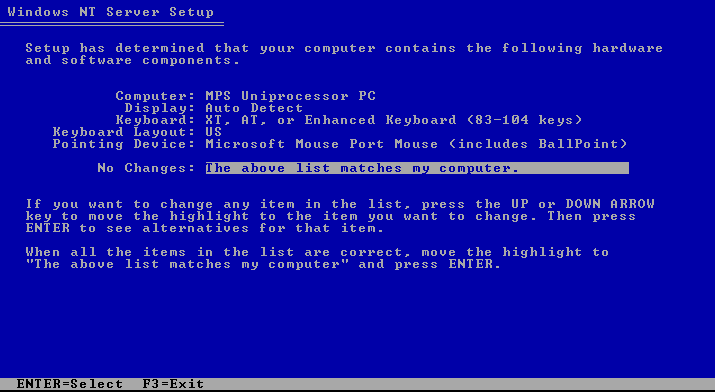 Windows NT Server Setup
Setup has determined that your computer contains the following hardware
and software components.
Computer: MPS Uniprocessor PC
Display: Auto Detect
Keyboard: XT, AT, or Enhanced Keyboard (83-104 keys)
Keyboard Layout: US
Pointing Device: Microsoft Mouse Port Mouse (includes BallPoint)
No Changes: The above list matches my computer.
If you want to change any item in the list, press the UP or DOWN ARROW
key to move the highlight to the item you want to change. Then press
ENTER to see alternatives for that item.
When all the items in the list are correct, move the highlight to
"The above list matches my computer" and press ENTER.
ENTER=Select  F3=Exit